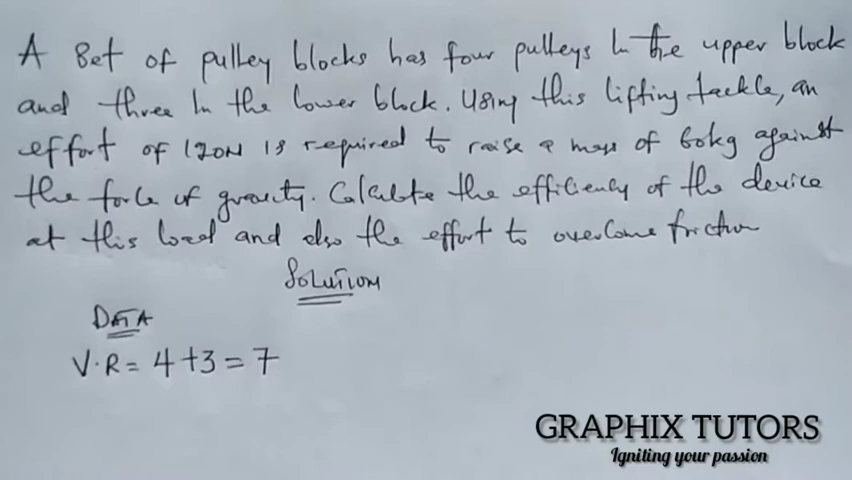 A set of pulley blocks has four pulleys in the upper block
and three in the lower block. Using this lifting tackle, an
effort of 120N is required to raise a mass of 60kg against
the force of gravity. Calculate the efficiency of the device
at this load and also the effort to overcome friction
SOLUTION
DATA
V.R = 4+3 = 7
GRAPHIX TUTORS
Igniting your passion